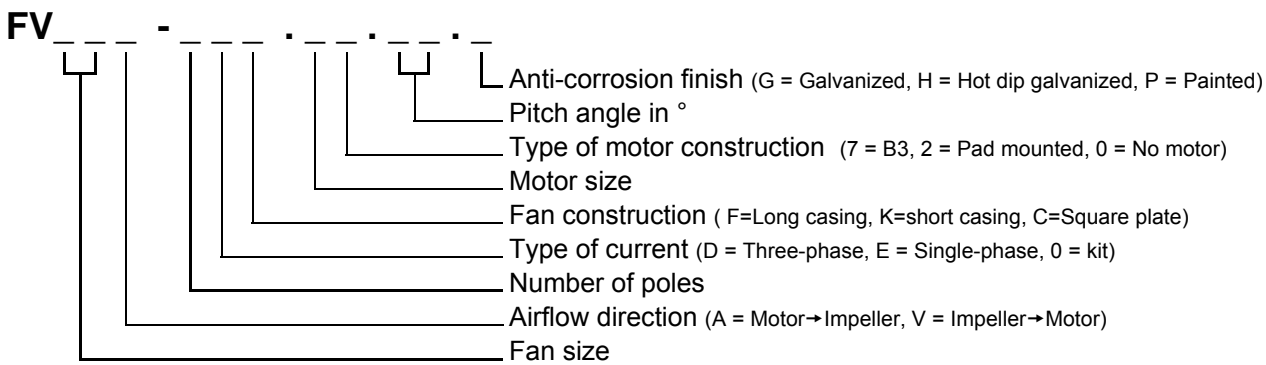 FV_ _ _ - _ _ _ . _ _ . _ _ . _
Anti-corrosion finish (G = Galvanized, H = Hot dip galvanized, P = Painted)
Pitch angle in °
Type of motor construction (7 = B3, 2 = Pad mounted, 0 = No motor)
Motor size
Fan construction ( F=Long casing, K=short casing, C=Square plate)
Type of current (D = Three-phase, E = Single-phase, 0 = kit)
Number of poles
Airflow direction (A = Motor→Impeller, V = Impeller→Motor)
Fan size